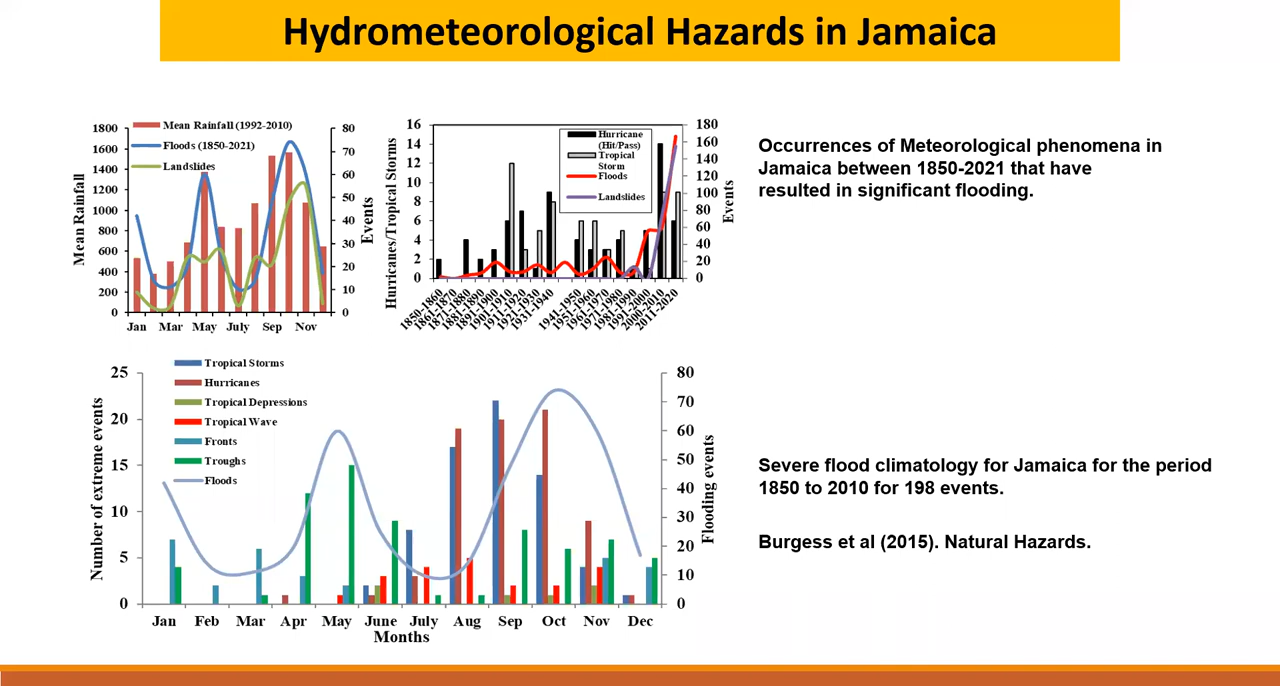 Hydrometeorological Hazards in Jamaica
1800
1600
1400
1200
1000
800
600
400
200
0
Mean Rainfall
Mean Rainfall (1992-2010)
Floods (1850-2021)
Landslides
80
70
60
50
40
30
20
10
0
Events
Jan Mar May July Sep Nov
16
14
12
10
8
6
4
2
0
Hurricanes/Tropical Storms
Hurricane
(Hit/Pass)
Tropical
Storm
Floods
Landslides
180
160
140
120
100
80
60
40
20
0
Events
1850-1860
1861-1870
1871-1880
1881-1890
1891-1900
1901-1910
1911-1920
1921-1930
1931-1940
1941-1950
1951-1960
1961-1970
1971-1980
1981-1990
1991-2000
2000-2010
2011-2020
Occurrences of Meteorological phenomena in
Jamaica between 1850-2021 that have
resulted in significant flooding.
25
20
15
10
5
0
Number of extreme events
Tropical Storms
Hurricanes
Tropical Depressions
Tropical Wave
Fronts
Troughs
Floods
80
70
60
50
40
30
20
10
0
Flooding events
Jan Feb Mar Apr May June July Aug Sep Oct Nov Dec
Months
Severe flood climatology for Jamaica for the period
1850 to 2010 for 198 events.
Burgess et al (2015). Natural Hazards.